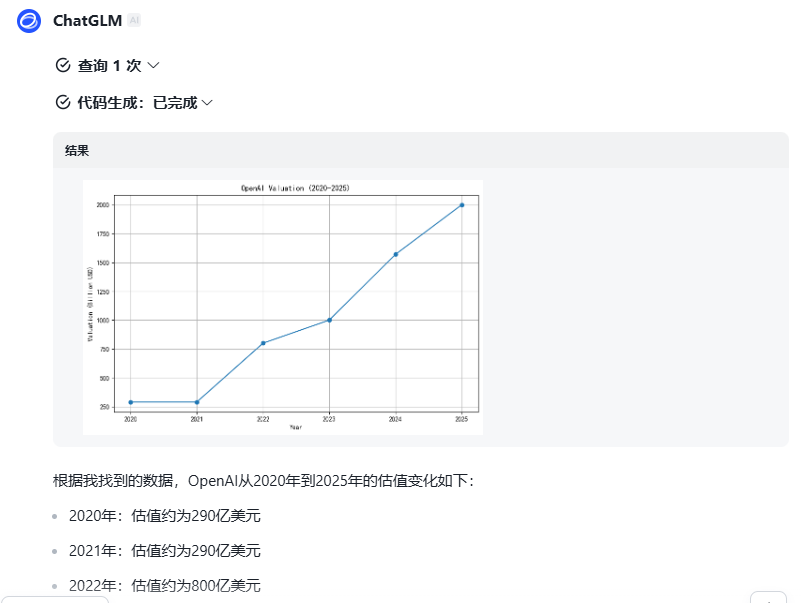 ChatGLM AI
查询 1 次
代码生成：已完成
结果
OpenAI Valuation (2020-2025)
2000
1750
1500
1250
1000
750
500
250
Valuation (Billion USD)
2020 2021 2022 2023 2024 2025
Year
根据我找到的数据，OpenAI从2020年到2025年的估值变化如下：
2020年：估值约为290亿美元
2021年：估值约为290亿美元
2022年：估值约为800亿美元